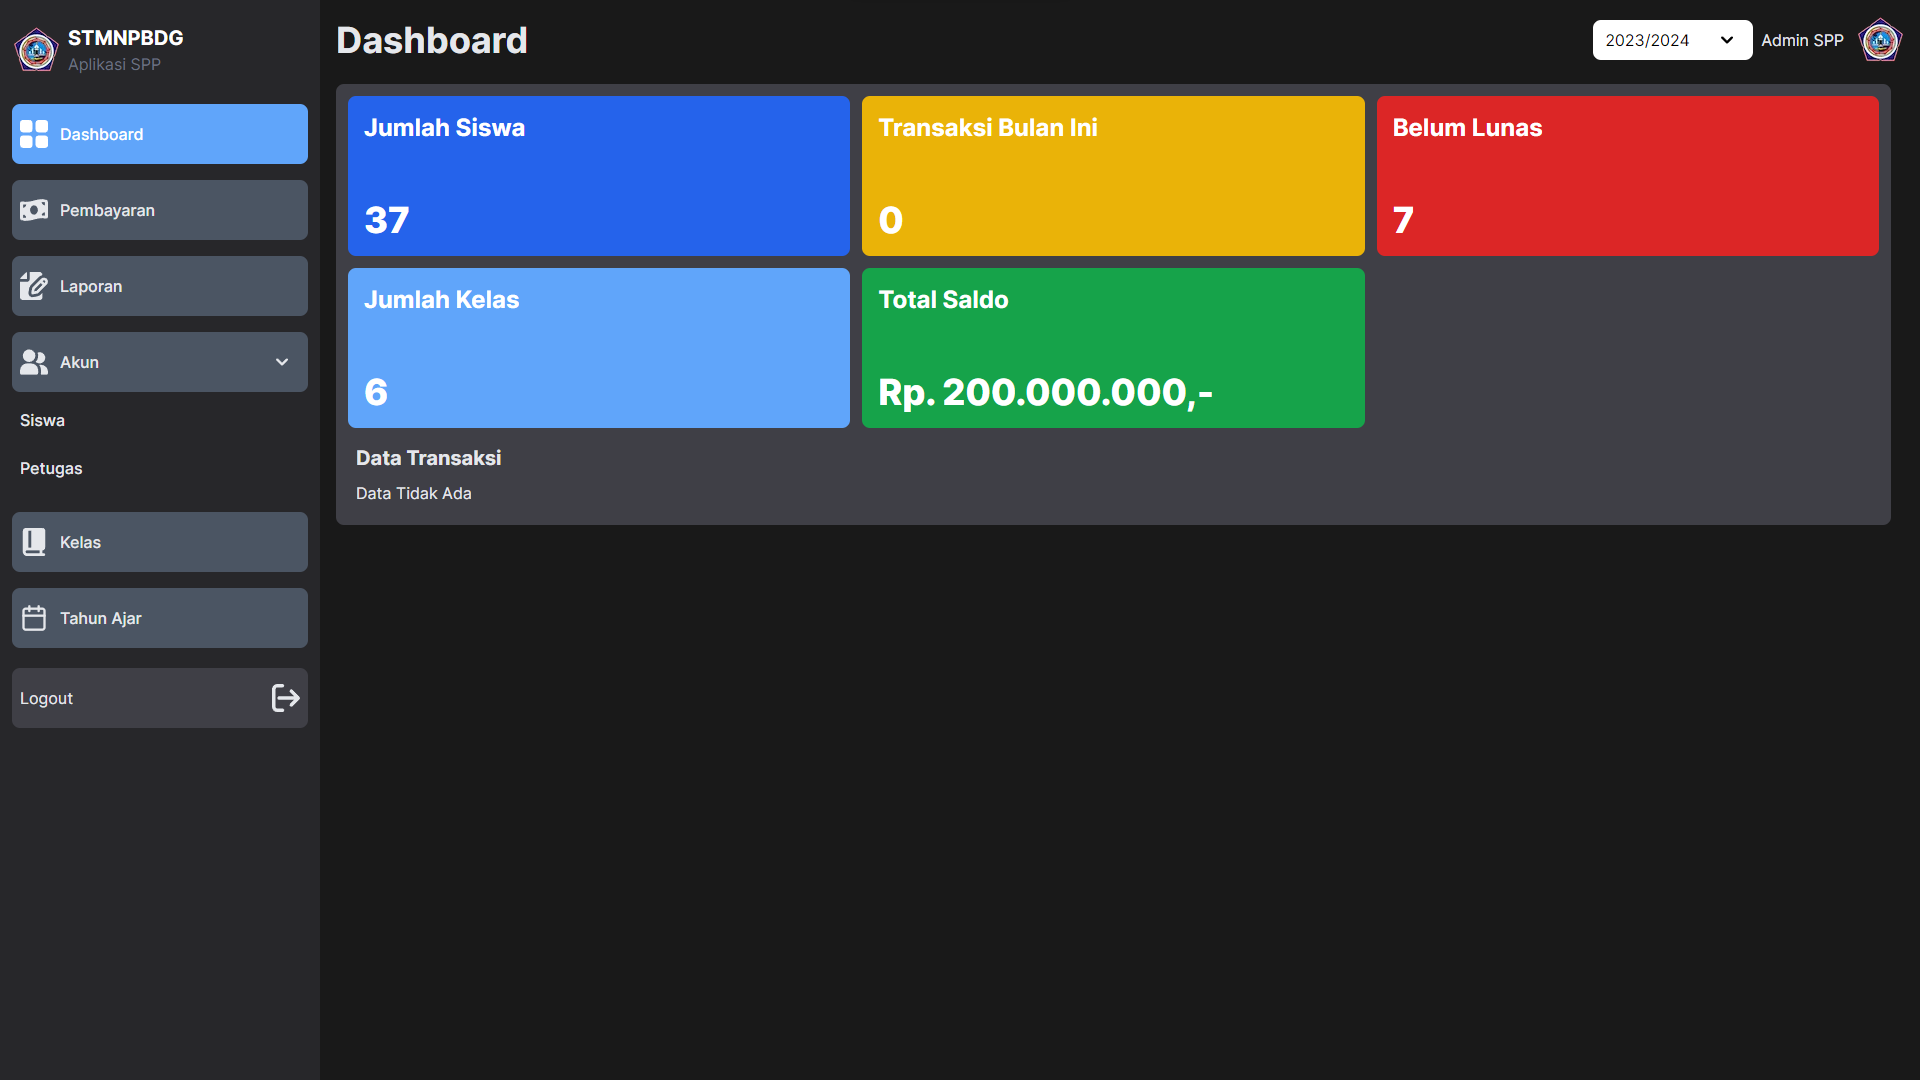 STMNPBDG
Aplikasi SPP
Dashboard
Pembayaran
Laporan
Akun
Siswa
Petugas
Kelas
Tahun Ajar
Logout
Dashboard
2023/2024
Admin SPP
Jumlah Siswa
37
Transaksi Bulan Ini
0
Belum Lunas
7
Jumlah Kelas
6
Total Saldo
Rp. 200.000.000,-
Data Transaksi
Data Tidak Ada